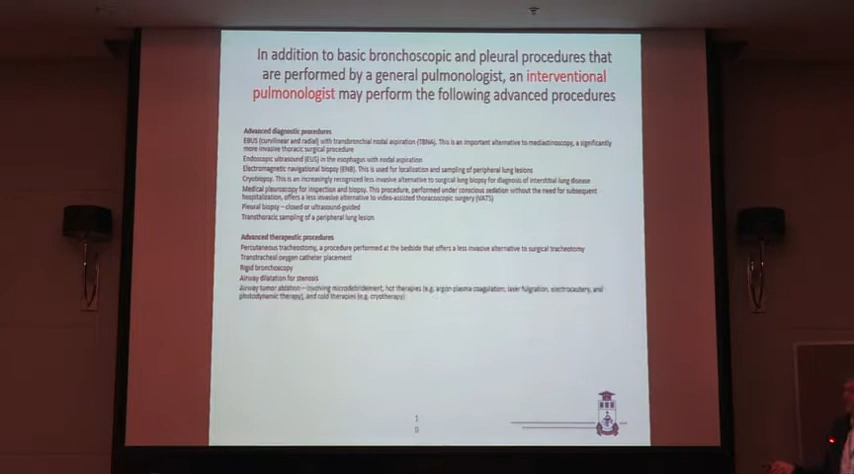 In addition to basic bronchoscopic and pleural procedures that
are performed by a general pulmonologist, an interventional
pulmonologist may perform the following advanced procedures
Advanced diagnostic procedures
EBUS (curvilinear and radial) with transbronchial nodal aspiration (TBNA). This is an important alternative to mediastinoscopy, a significantly
more invasive thoracic surgical procedure
Endoscopic ultrasound (EUS) in the esophagus with nodal aspiration
Electromagnetic navigational biopsy (ENB). This is used for localization and sampling of peripheral lung lesions
Cryobiopsy. This is an increasingly recognized less invasive alternative to surgical lung biopsy for diagnosis of interstitial lung disease
Medical pleuroscopy for inspection and biopsy. This procedure, performed under conscious sedation without the need for subsequent
hospitalization, offers a less invasive alternative to video-assisted thoracoscopic surgery (VATS)
Pleural biopsy – closed or ultrasound-guided
Transthoracic sampling of a peripheral lung lesion
Advanced therapeutic procedures
Percutaneous tracheostomy, a procedure performed at the bedside that offers a less invasive alternative to surgical tracheotomy
Transtracheal oxygen catheter placement
Rigid bronchoscopy
Airway dilatation for stenosis
Airway tumor ablation – involving microdebridement, hot therapies (e.g. argon plasma coagulation, laser fulgration, electrocautery, and
photodynamic therapy), and cold therapies (e.g. cryotherapy)
1
0